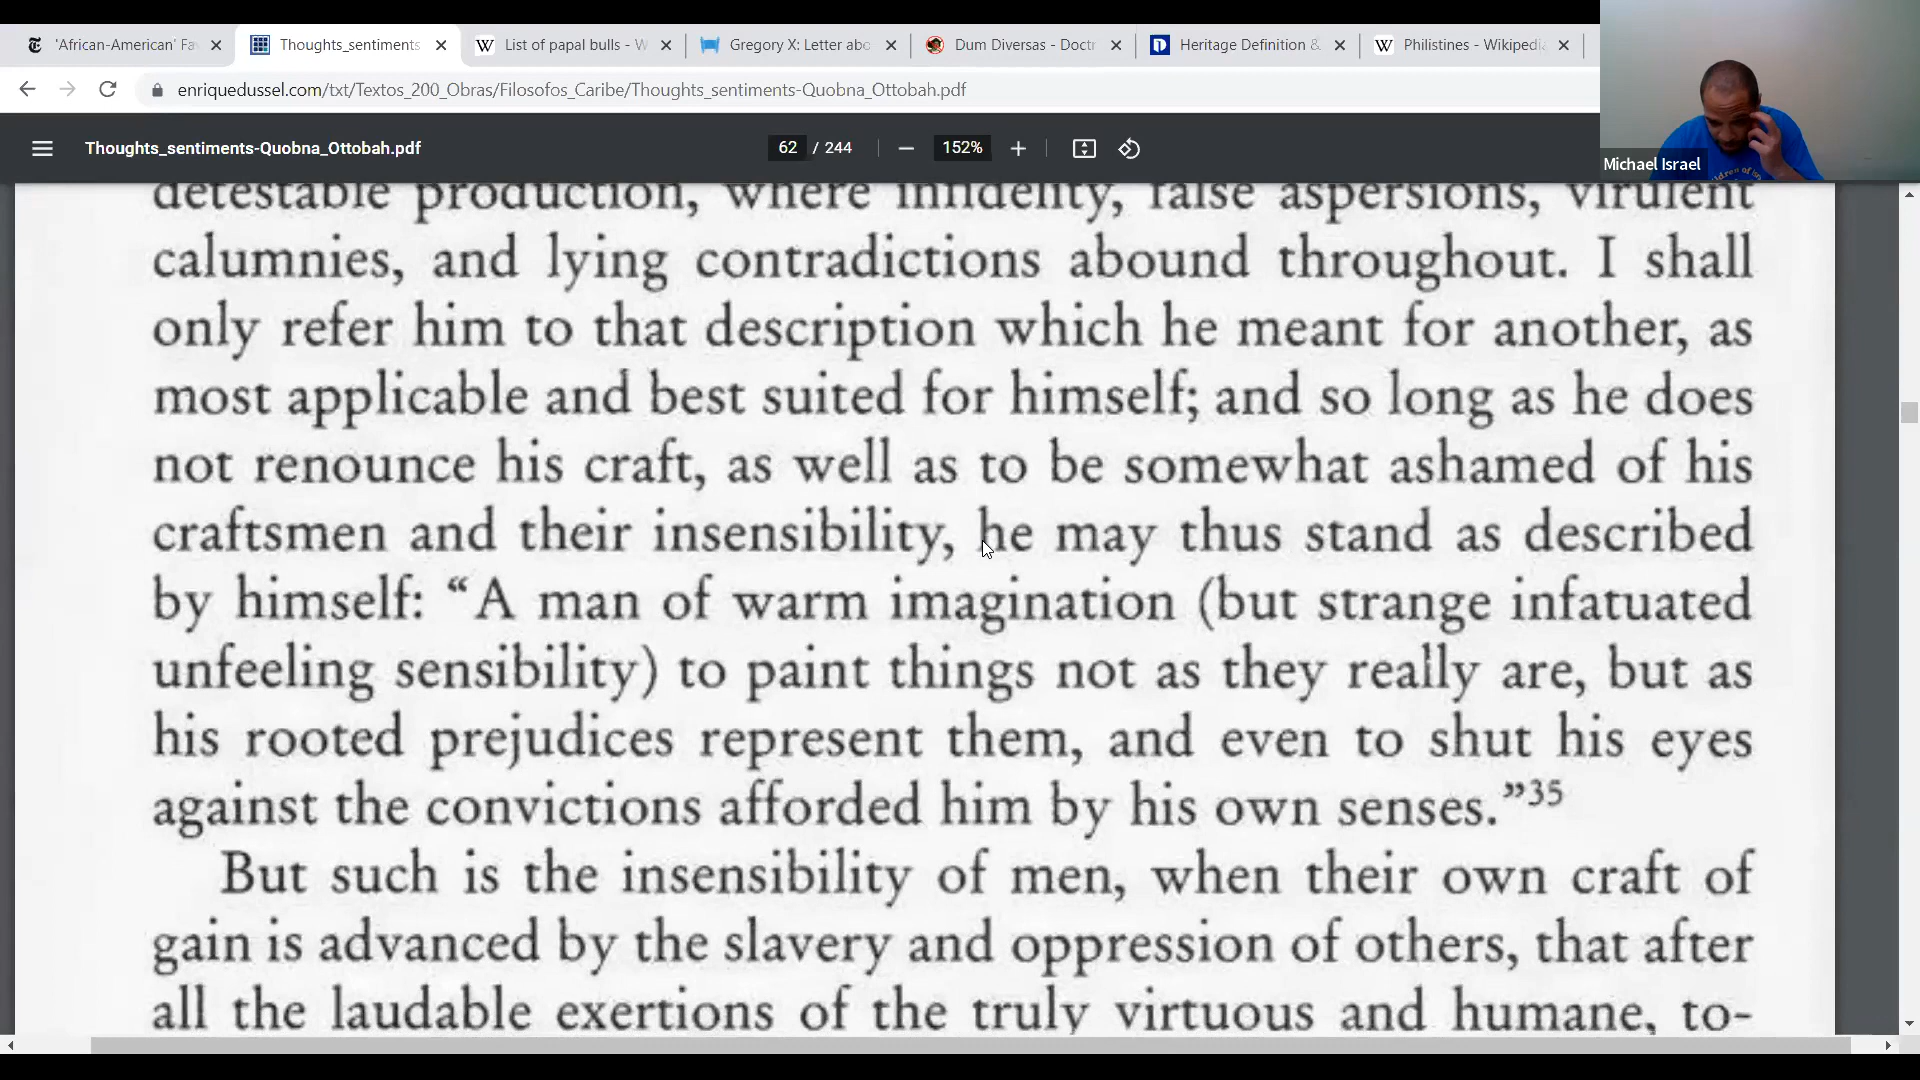 'African-American' Fa
Thoughts_sentiments
List of papal bulls - W
Gregory X: Letter abo
Dum Diversas - Doctr
Heritage Definition &
Philistines - Wikipedi
enriquedussel.com/txt/Textos_200_Obras/Filosofos_Caribe/Thoughts_sentiments-Quobna_Ottobah.pdf
Thoughts_sentiments-Quobna_Ottobah.pdf
62 / 244
152%
Michael Israel
detestable production, where infidelity, false aspersions, virulent
calumnies, and lying contradictions abound throughout. I shall
only refer him to that description which he meant for another, as
most applicable and best suited for himself; and so long as he does
not renounce his craft, as well as to be somewhat ashamed of his
craftsmen and their insensibility, he may thus stand as described
by himself: “A man of warm imagination (but strange infatuated
unfeeling sensibility) to paint things not as they really are, but as
his rooted prejudices represent them, and even to shut his eyes
against the convictions afforded him by his own senses.”35
But such is the insensibility of men, when their own craft of
gain is advanced by the slavery and oppression of others, that after
all the laudable exertions of the truly virtuous and humane, to-